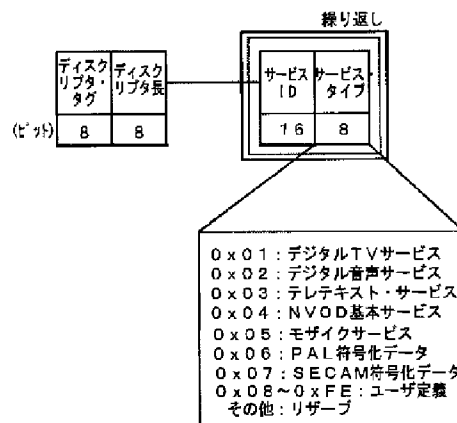 繰り返し
ディスクリプタ・タグ
ディスクリプタ長
サービスID
サービス・タイプ
(ビット)
8
8
16
8
0x01:デジタルTVサービス
0x02:デジタル音声サービス
0x03:テレテキスト・サービス
0x04:NVOD基本サービス
0x05:モザイクサービス
0x06:PAL符号化データ
0x07:SECAM符号化データ
0x08~0xFE:ユーザ定義
その他:リザーブ